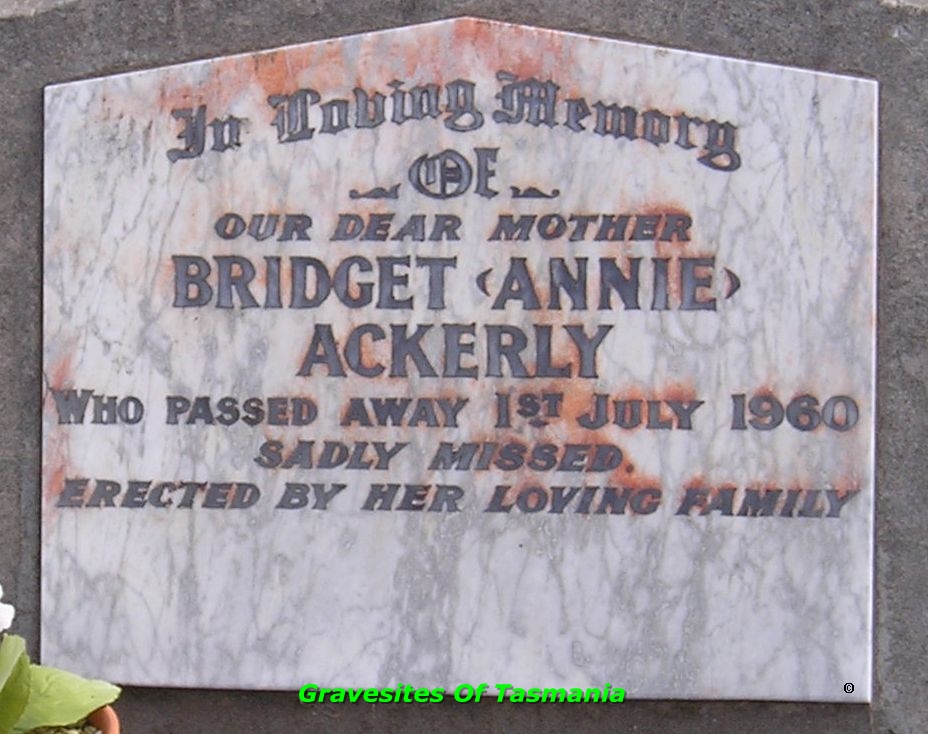 In Loving Memory
OF
OUR DEAR MOTHER
BRIDGET (ANNIE)
ACKERLY
WHO PASSED AWAY 1ST JULY 1960
SADLY MISSED.
ERECTED BY HER LOVING FAMILY
Gravesites Of Tasmania ©